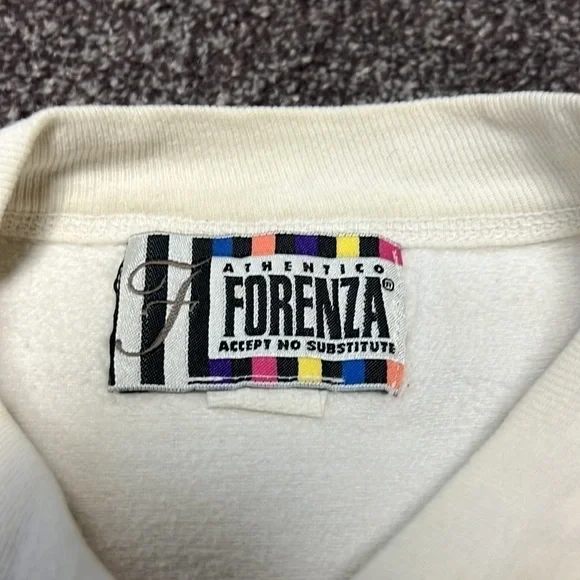 F
ATHENTICO
FORENZA®
ACCEPT NO SUBSTITUTE